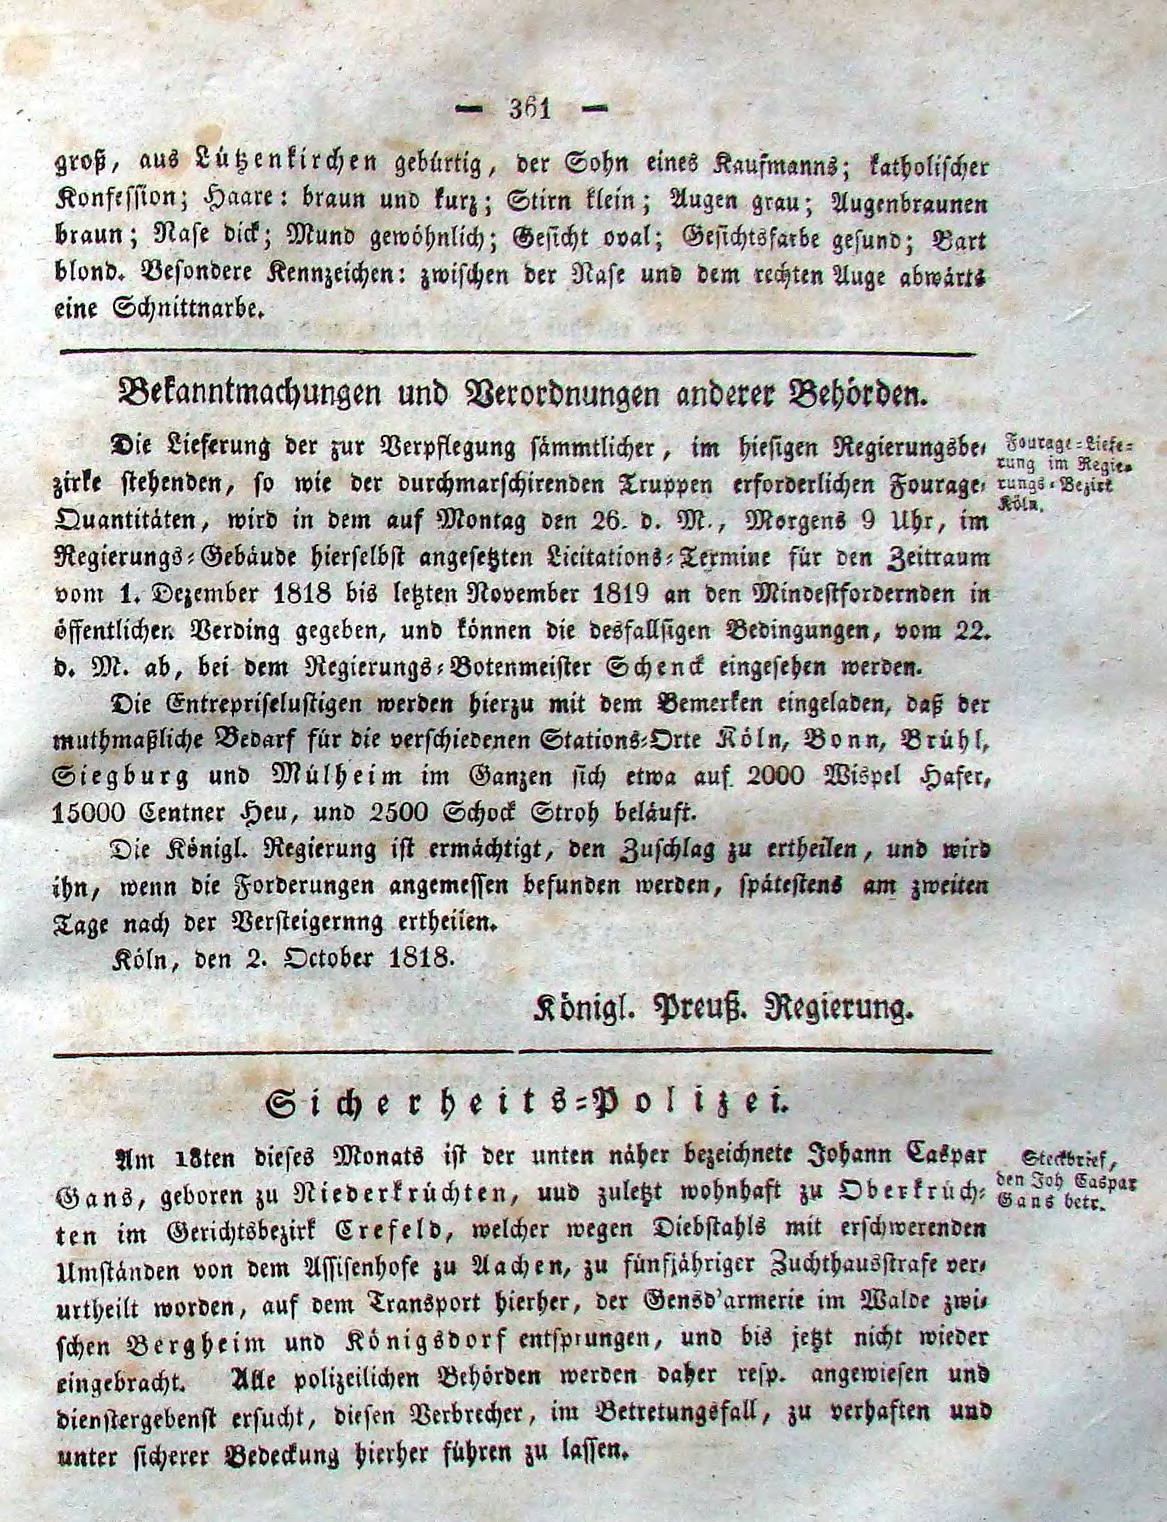 — 361 —
groß, aus Lützenkirchen gebürtig, der Sohn eines Kaufmanns; katholischer
Konfession; Haare: braun und kurz; Stirn klein; Augen grau; Augenbraunen
braun; Nase dick; Mund gewöhnlich; Gesicht oval; Gesichtsfarbe gesund; Bart
blond. Besondere Kennzeichen: zwischen der Nase und dem rechten Auge abwärts
eine Schnittnarbe.
Bekanntmachungen und Verordnungen anderer Behörden.
Die Lieferung der zur Verpflegung sämmtlicher, im hiesigen Regierungsbe-
zirke stehenden, so wie der durchmarschirenden Truppen erforderlichen Fourage-
Quantitäten, wird in dem auf Montag den 26. d. M., Morgens 9 Uhr, im
Regierungs-Gebäude hierselbst angesetzten Licitations-Termine für den Zeitraum
vom 1. Dezember 1818 bis letzten November 1819 an den Mindestfordernden in
öffentlichen Verding gegeben, und können die desfallsigen Bedingungen, vom 22.
d. M. ab, bei dem Regierungs-Botenmeister Schenck eingesehen werden.
Fourage-Liefe-
rung im Regie-
rungs-Bezirk
Köln.
Die Entrepriselustigen werden hierzu mit dem Bemerken eingeladen, daß der
muthmaßliche Bedarf für die verschiedenen Stations-Orte Köln, Bonn, Brühl,
Siegburg und Mülheim im Ganzen sich etwa auf 2000 Wispel Hafer,
15000 Centner Heu, und 2500 Schock Stroh beläuft.
Die Königl. Regierung ist ermächtigt, den Zuschlag zu ertheilen, und wird
ihn, wenn die Forderungen angemessen befunden werden, spätestens am zweiten
Tage nach der Versteigernng ertheilen.
Köln, den 2. October 1818.
Königl. Preuß. Regierung.
Sicherheits-Polizei.
Am 18ten dieses Monats ist der unten näher bezeichnete Johann Caspar
Gans, geboren zu Niederkrüchten, uud zuletzt wohnhaft zu Oberkrüch-
ten im Gerichtsbezirk Crefeld, welcher wegen Diebstahls mit erschwerenden
Umständen von dem Assisenhofe zu Aachen, zu fünfjähriger Zuchthausstrafe ver-
urtheilt worden, auf dem Transport hierher, der Gensd'armerie im Walde zwi-
schen Bergheim und Königsdorf entsprungen, und bis jetzt nicht wieder
eingebracht. Alle polizeilichen Behörden werden daher resp. angewiesen und
dienstergebenst ersucht, diesen Verbrecher, im Betretungsfall, zu verhaften und
unter sicherer Bedeckung hierher führen zu lassen.
Steckbrief,
den Joh Caspar
Gans betr.